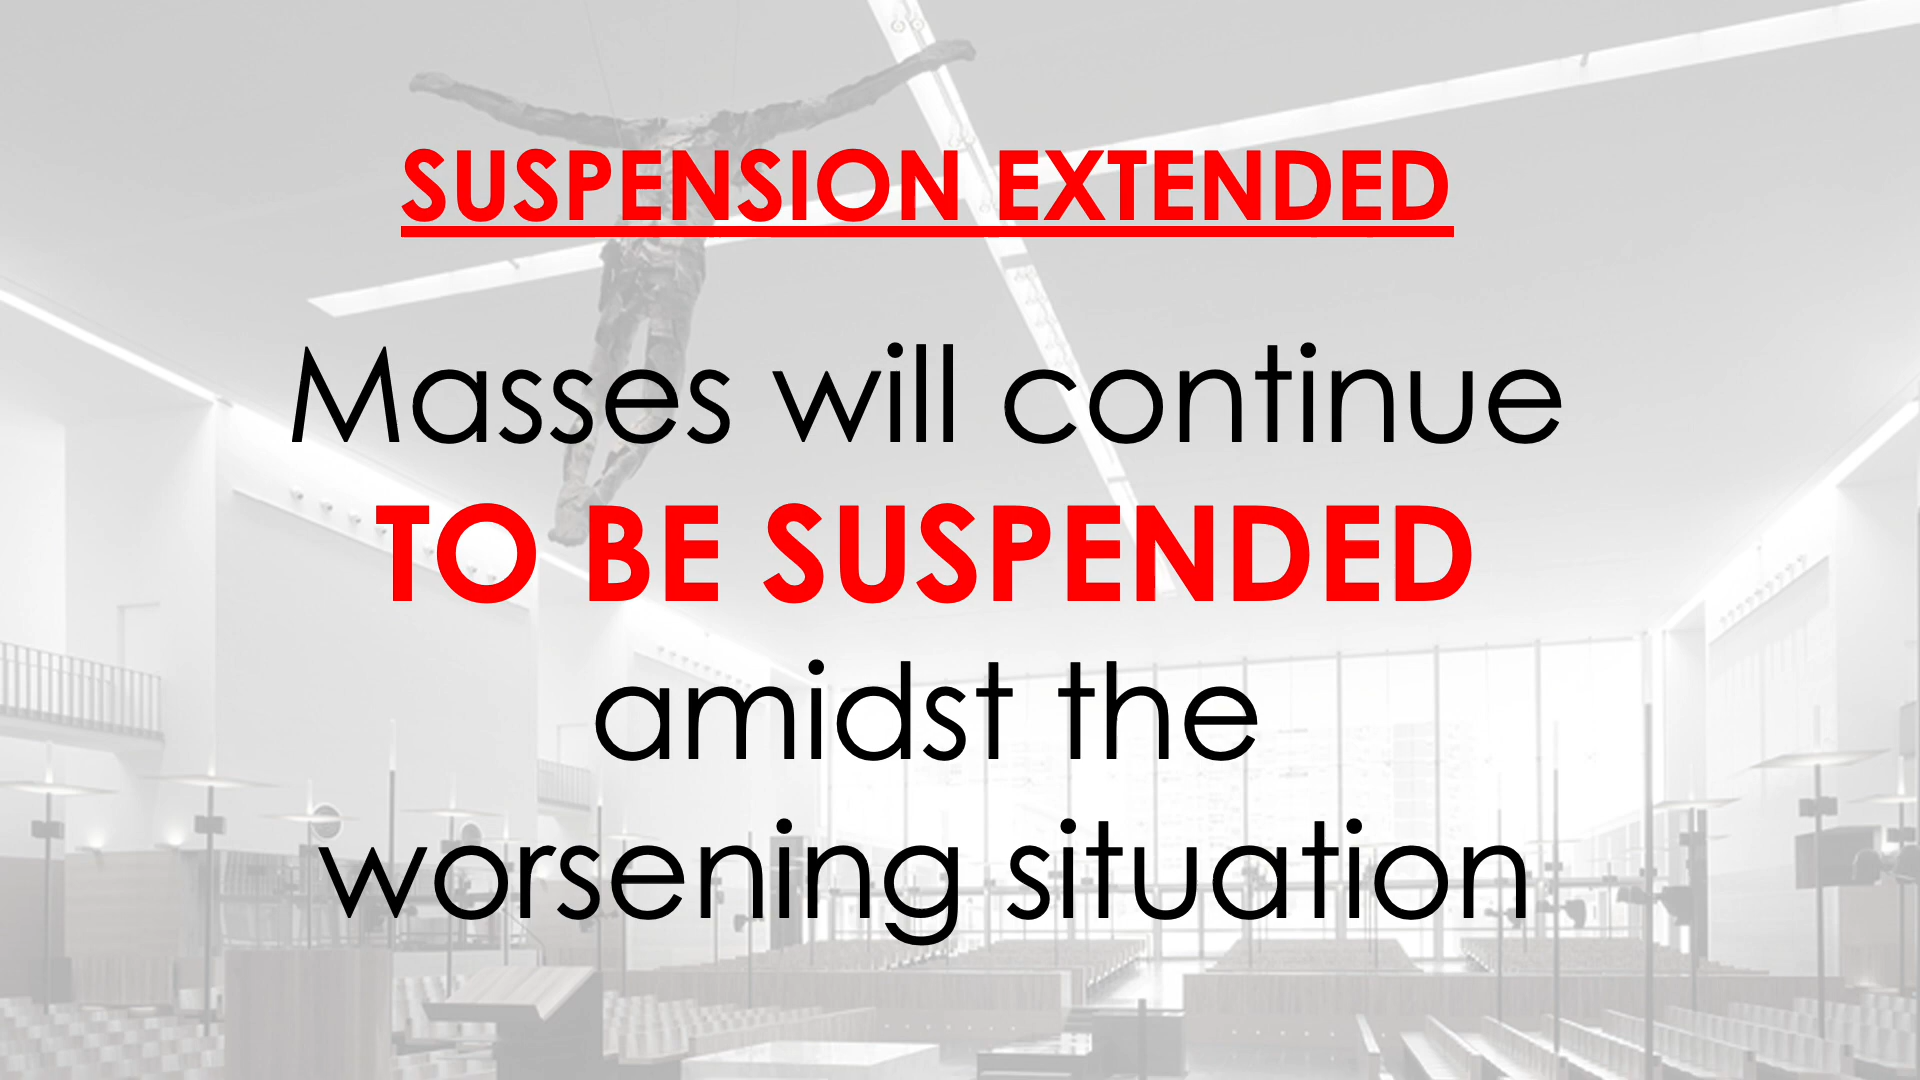 SUSPENSION EXTENDED
Masses will continue
TO BE SUSPENDED
amidst the
worsening situation